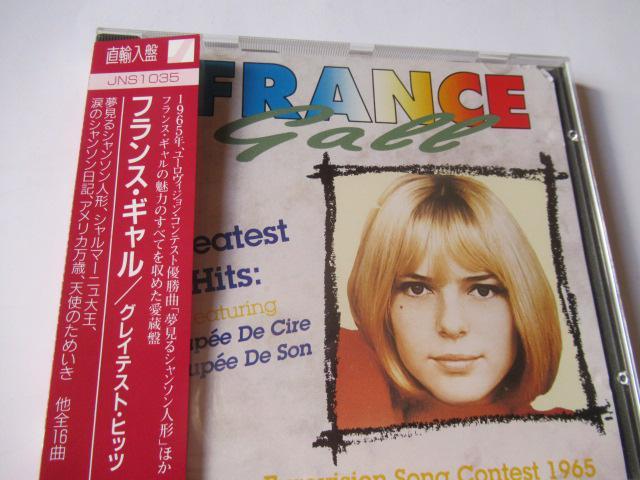 直輸入盤
JNS1035
1965年、ユーロヴィジョン・コンテスト優勝曲「夢見るシャンソン人形」ほか
フランス・ギャルの魅力のすべてを収めた愛蔵盤
フランス・ギャル/グレイテスト・ヒッツ
夢見るシャンソン人形、シャルマーニュ大王、
涙のシャンソン日記、アメリカ万歳、天使のためいき 他全16曲
FRANCE
Gall
eatest
Hits:
eaturing
upée De Cire
upée De Son
Eurovision Song Contest 1965